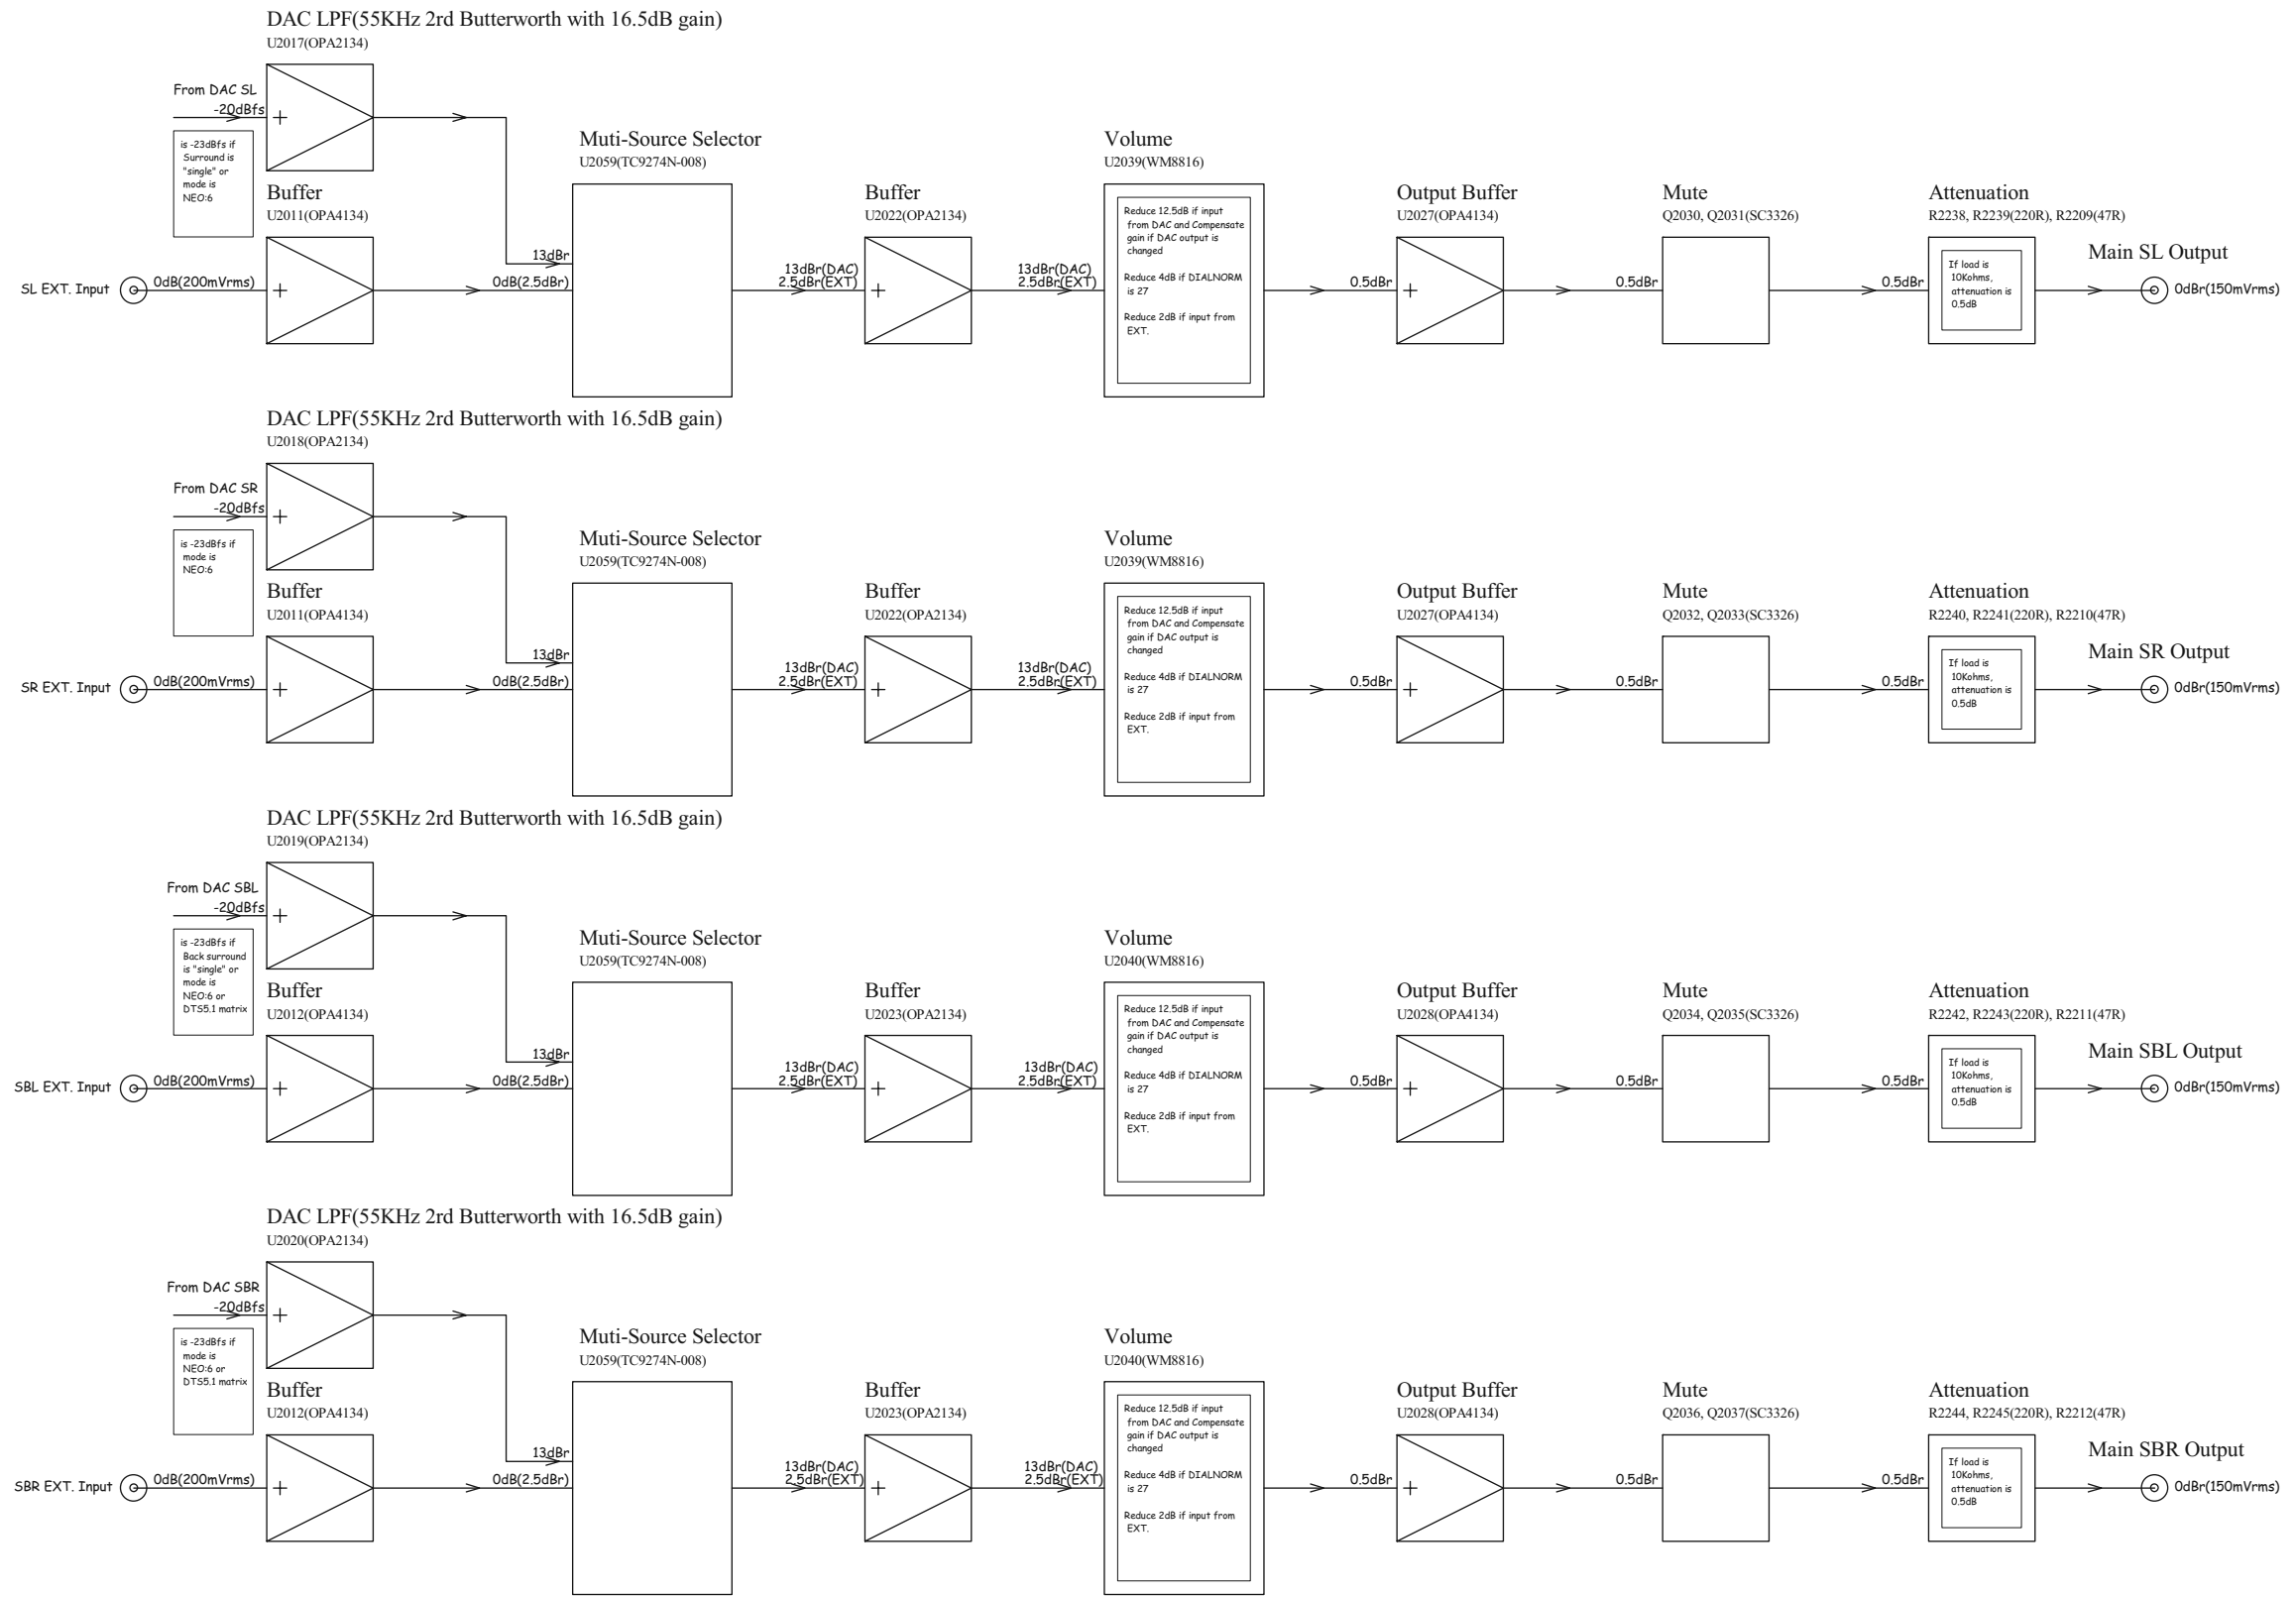 DAC LPF(55KHz 2rd Butterworth with 16.5dB gain)
U2017(OPA2134)
From DAC SL
-20dBfs
is -23dBfs if
Surround is
"single" or
mode is
NEO:6
Buffer
U2011(OPA4134)
SL EXT. Input
0dB(200mVrms)
13dBr
0dB(2.5dBr)
Muti-Source Selector
U2059(TC9274N-008)
13dBr(DAC)
2.5dBr(EXT)
Buffer
U2022(OPA2134)
13dBr(DAC)
2.5dBr(EXT)
Volume
U2039(WM8816)
Reduce 12.5dB if input
from DAC and Compensate
gain if DAC output is
changed
Reduce 4dB if DIALNORM
is 27
Reduce 2dB if input from
EXT.
0.5dBr
Output Buffer
U2027(OPA4134)
0.5dBr
Mute
Q2030, Q2031(SC3326)
0.5dBr
Attenuation
R2238, R2239(220R), R2209(47R)
If load is
10Kohms,
attenuation is
0.5dB
Main SL Output
0dBr(150mVrms)
DAC LPF(55KHz 2rd Butterworth with 16.5dB gain)
U2018(OPA2134)
From DAC SR
-20dBfs
is -23dBfs if
mode is
NEO:6
Buffer
U2011(OPA4134)
SR EXT. Input
0dB(200mVrms)
13dBr
0dB(2.5dBr)
Muti-Source Selector
U2059(TC9274N-008)
13dBr(DAC)
2.5dBr(EXT)
Buffer
U2022(OPA2134)
13dBr(DAC)
2.5dBr(EXT)
Volume
U2039(WM8816)
Reduce 12.5dB if input
from DAC and Compensate
gain if DAC output is
changed
Reduce 4dB if DIALNORM
is 27
Reduce 2dB if input from
EXT.
0.5dBr
Output Buffer
U2027(OPA4134)
0.5dBr
Mute
Q2032, Q2033(SC3326)
0.5dBr
Attenuation
R2240, R2241(220R), R2210(47R)
If load is
10Kohms,
attenuation is
0.5dB
Main SR Output
0dBr(150mVrms)
DAC LPF(55KHz 2rd Butterworth with 16.5dB gain)
U2019(OPA2134)
From DAC SBL
-20dBfs
is -23dBfs if
Back surround
is "single" or
mode is
NEO:6 or
DTS5.1 matrix
Buffer
U2012(OPA4134)
SBL EXT. Input
0dB(200mVrms)
13dBr
0dB(2.5dBr)
Muti-Source Selector
U2059(TC9274N-008)
13dBr(DAC)
2.5dBr(EXT)
Buffer
U2023(OPA2134)
13dBr(DAC)
2.5dBr(EXT)
Volume
U2040(WM8816)
Reduce 12.5dB if input
from DAC and Compensate
gain if DAC output is
changed
Reduce 4dB if DIALNORM
is 27
Reduce 2dB if input from
EXT.
0.5dBr
Output Buffer
U2028(OPA4134)
0.5dBr
Mute
Q2034, Q2035(SC3326)
0.5dBr
Attenuation
R2242, R2243(220R), R2211(47R)
If load is
10Kohms,
attenuation is
0.5dB
Main SBL Output
0dBr(150mVrms)
DAC LPF(55KHz 2rd Butterworth with 16.5dB gain)
U2020(OPA2134)
From DAC SBR
-20dBfs
is -23dBfs if
mode is
NEO:6 or
DTS5.1 matrix
Buffer
U2012(OPA4134)
SBR EXT. Input
0dB(200mVrms)
13dBr
0dB(2.5dBr)
Muti-Source Selector
U2059(TC9274N-008)
13dBr(DAC)
2.5dBr(EXT)
Buffer
U2023(OPA2134)
13dBr(DAC)
2.5dBr(EXT)
Volume
U2040(WM8816)
Reduce 12.5dB if input
from DAC and Compensate
gain if DAC output is
changed
Reduce 4dB if DIALNORM
is 27
Reduce 2dB if input from
EXT.
0.5dBr
Output Buffer
U2028(OPA4134)
0.5dBr
Mute
Q2036, Q2037(SC3326)
0.5dBr
Attenuation
R2244, R2245(220R), R2212(47R)
If load is
10Kohms,
attenuation is
0.5dB
Main SBR Output
0dBr(150mVrms)